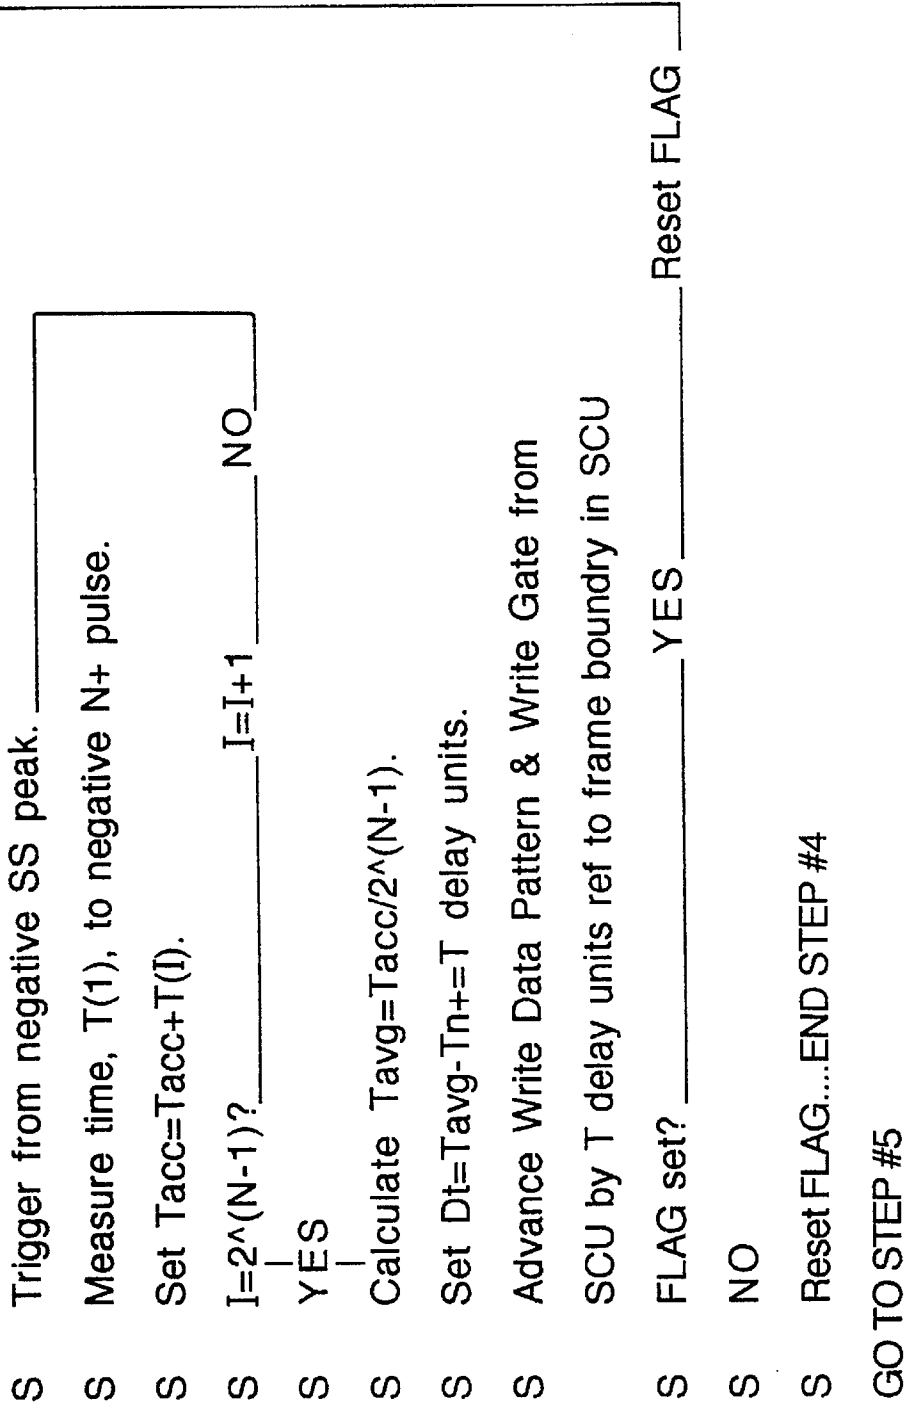 S Trigger from negative SS peak.
S Measure time, T(1), to negative N+ pulse.
S Set Tacc=Tacc+T(I).
S I=2^(N-1)? I=I+1 NO
S YES
S Calculate Tavg=Tacc/2^(N-1).
S Set Dt=Tavg-Tn+=T delay units.
S Advance Write Data Pattern & Write Gate from
SCU by T delay units ref to frame boundry in SCU
S FLAG set? YES Reset FLAG
S NO
S Reset FLAG....END STEP #4
GO TO STEP #5